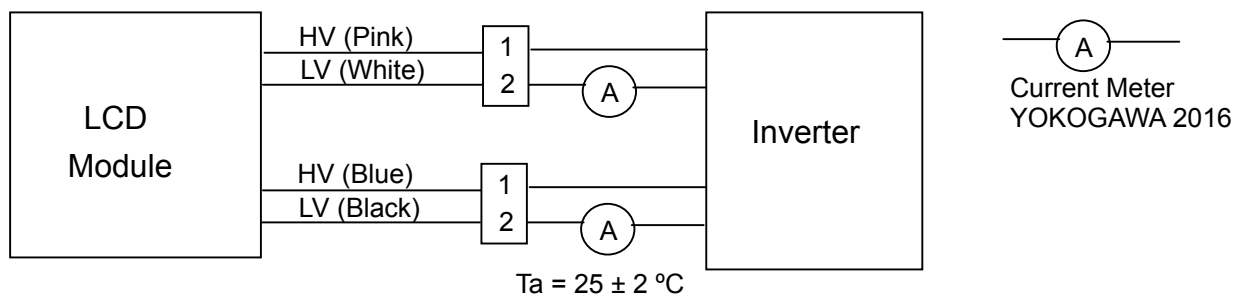 LCD
Module
HV (Pink)
LV (White)
1
2
A
HV (Blue)
LV (Black)
1
2
A
Ta = 25 ± 2 ºC
Inverter
A
Current Meter
YOKOGAWA 2016